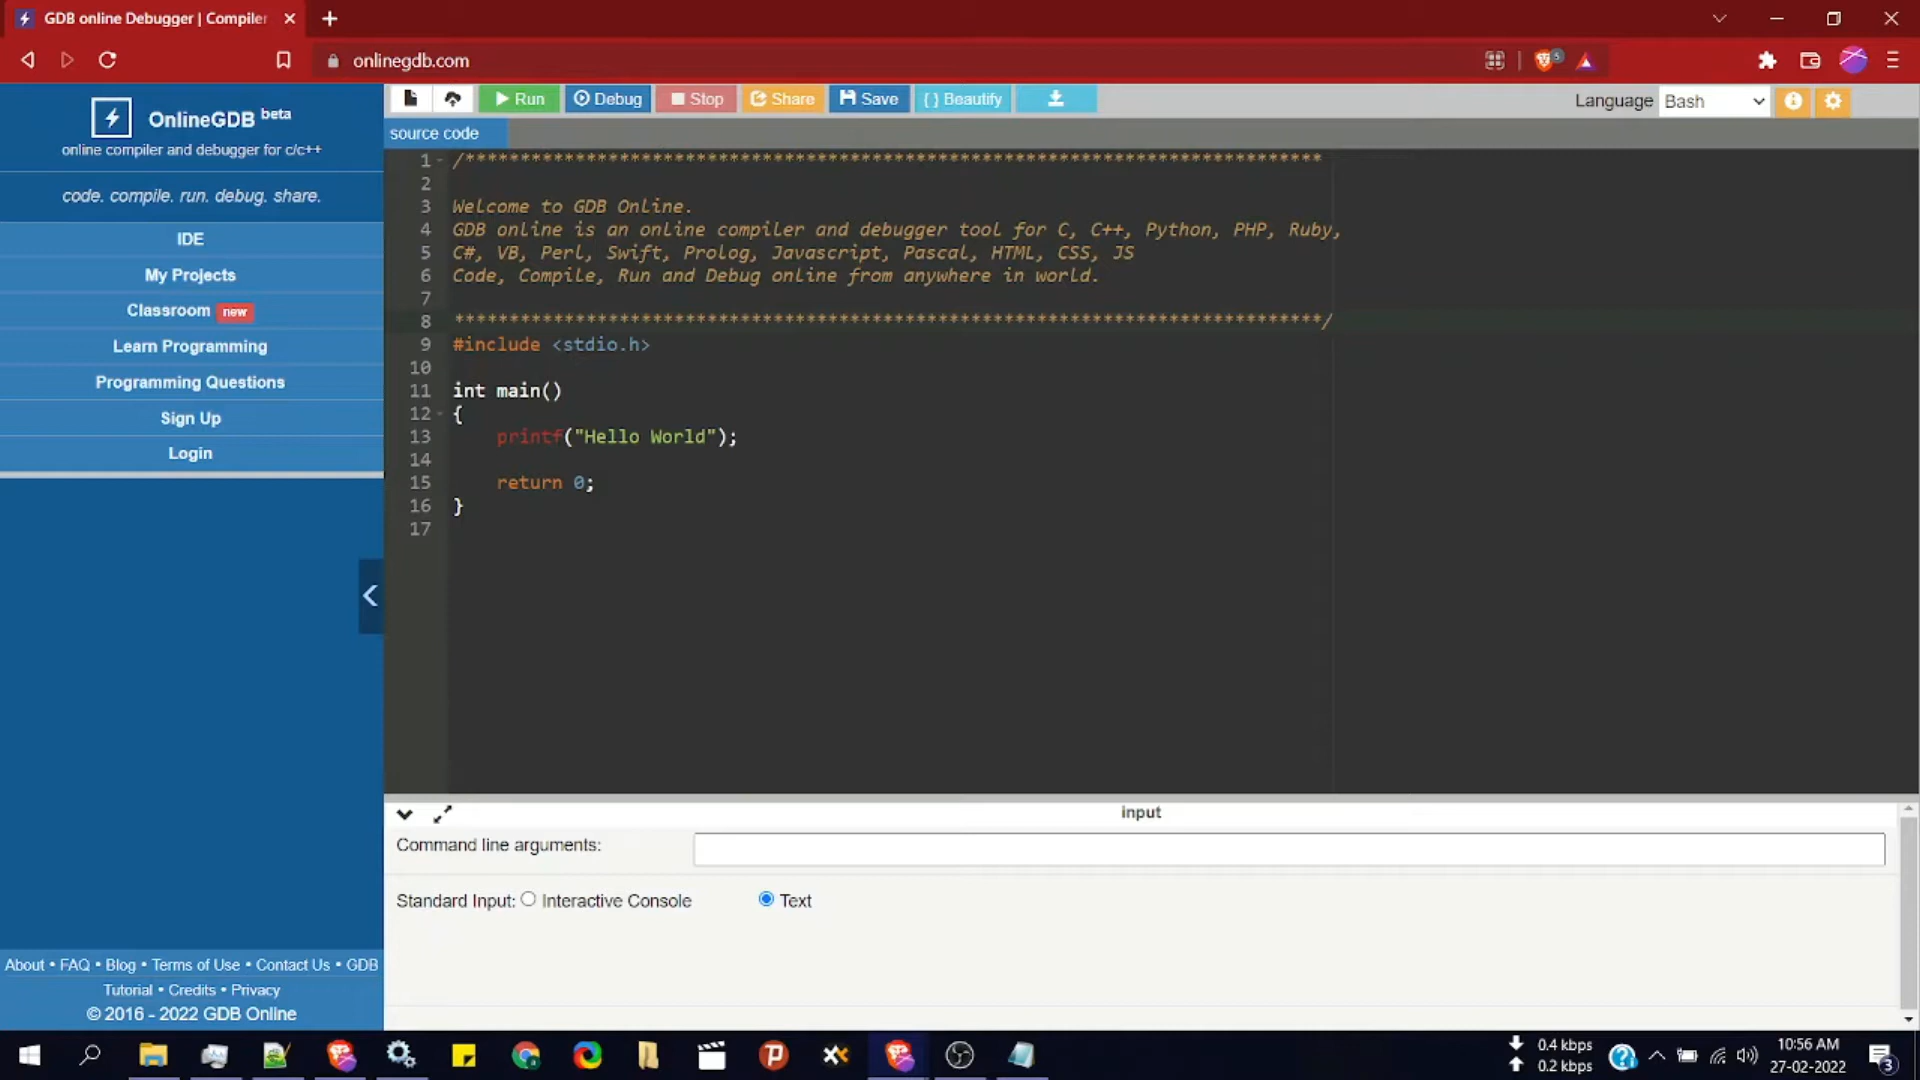 GDB online Debugger | Compiler
onlinegdb.com
5
OnlineGDB beta
online compiler and debugger for c/c++
code. compile. run. debug. share.
IDE
My Projects
Classroom new
Learn Programming
Programming Questions
Sign Up
Login
About • FAQ • Blog • Terms of Use • Contact Us • GDB
Tutorial • Credits • Privacy
© 2016 - 2022 GDB Online
Run Debug Stop Share Save { } Beautify
Language Bash
source code
1 /******************************************************************************
2
3 Welcome to GDB Online.
4 GDB online is an online compiler and debugger tool for C, C++, Python, PHP, Ruby,
5 C#, VB, Perl, Swift, Prolog, Javascript, Pascal, HTML, CSS, JS
6 Code, Compile, Run and Debug online from anywhere in world.
7
8 *******************************************************************************/
9 #include <stdio.h>
10
11 int main()
12 {
13 printf("Hello World");
14
15 return 0;
16 }
17
input
Command line arguments:
Standard Input: Interactive Console Text
0.4 kbps
0.2 kbps
10:56 AM
27-02-2022
3